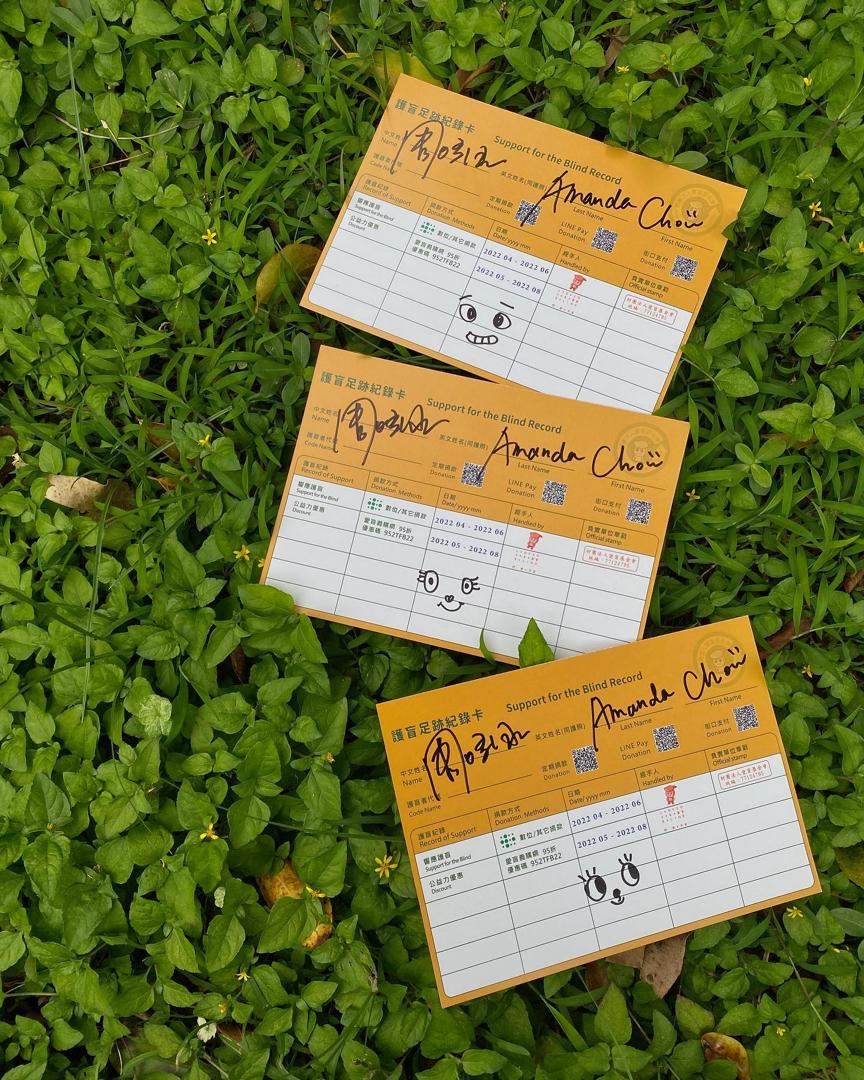 護盲足跡紀錄卡 Support for the Blind Record
中文姓名
Name
英文姓名(同護照) Amanda Chou
Last Name First Name
護盲者代號
Code Name
定期捐款
Donation
LINE Pay
Donation
街口支付
Donation
護盲紀錄
Record of Support
捐款方式
Donation Methods
日期
Date/ yyyy mm
經手人
Handled by
負責單位章戳
Official stamp
響應護盲
Support for the Blind
數位/其它捐款
2022 04 - 2022 06
公益力優惠
Discount
愛盲義購網 95折
優惠碼 952TFB22
2022 05 - 2022 08
護盲足跡紀錄卡 Support for the Blind Record
中文姓名
英文姓名(同護照) Amanda Chou
Last Name First Name
護盲者代號
定期捐款
Donation
LINE Pay
Donation
街口支付
Donation
護盲紀錄
Record of Support
捐款方式
Donation Methods
日期
Date/ yyyy mm
經手人
Handled by
負責單位章戳
Official stamp
響應護盲
Support for the Blind
數位/其它捐款
2022 04 - 2022 06
公益力優惠
Discount
愛盲義購網 95折
優惠碼 952TFB22
2022 05 - 2022 08
護盲足跡紀錄卡 Support for the Blind Record
中文姓名
Name
英文姓名(同護照) Amanda Chou
Last Name First Name
護盲者代號
Code Name
定期捐款
Donation
LINE Pay
Donation
街口支付
Donation
護盲紀錄
Record of Support
捐款方式
Donation Methods
日期
Date/ yyyy mm
經手人
Handled by
負責單位章戳
Official stamp
響應護盲
Support for the Blind
數位/其它捐款
2022 04 - 2022 06
公益力優惠
Discount
愛盲義購網 95折
優惠碼 952TFB22
2022 05 - 2022 08